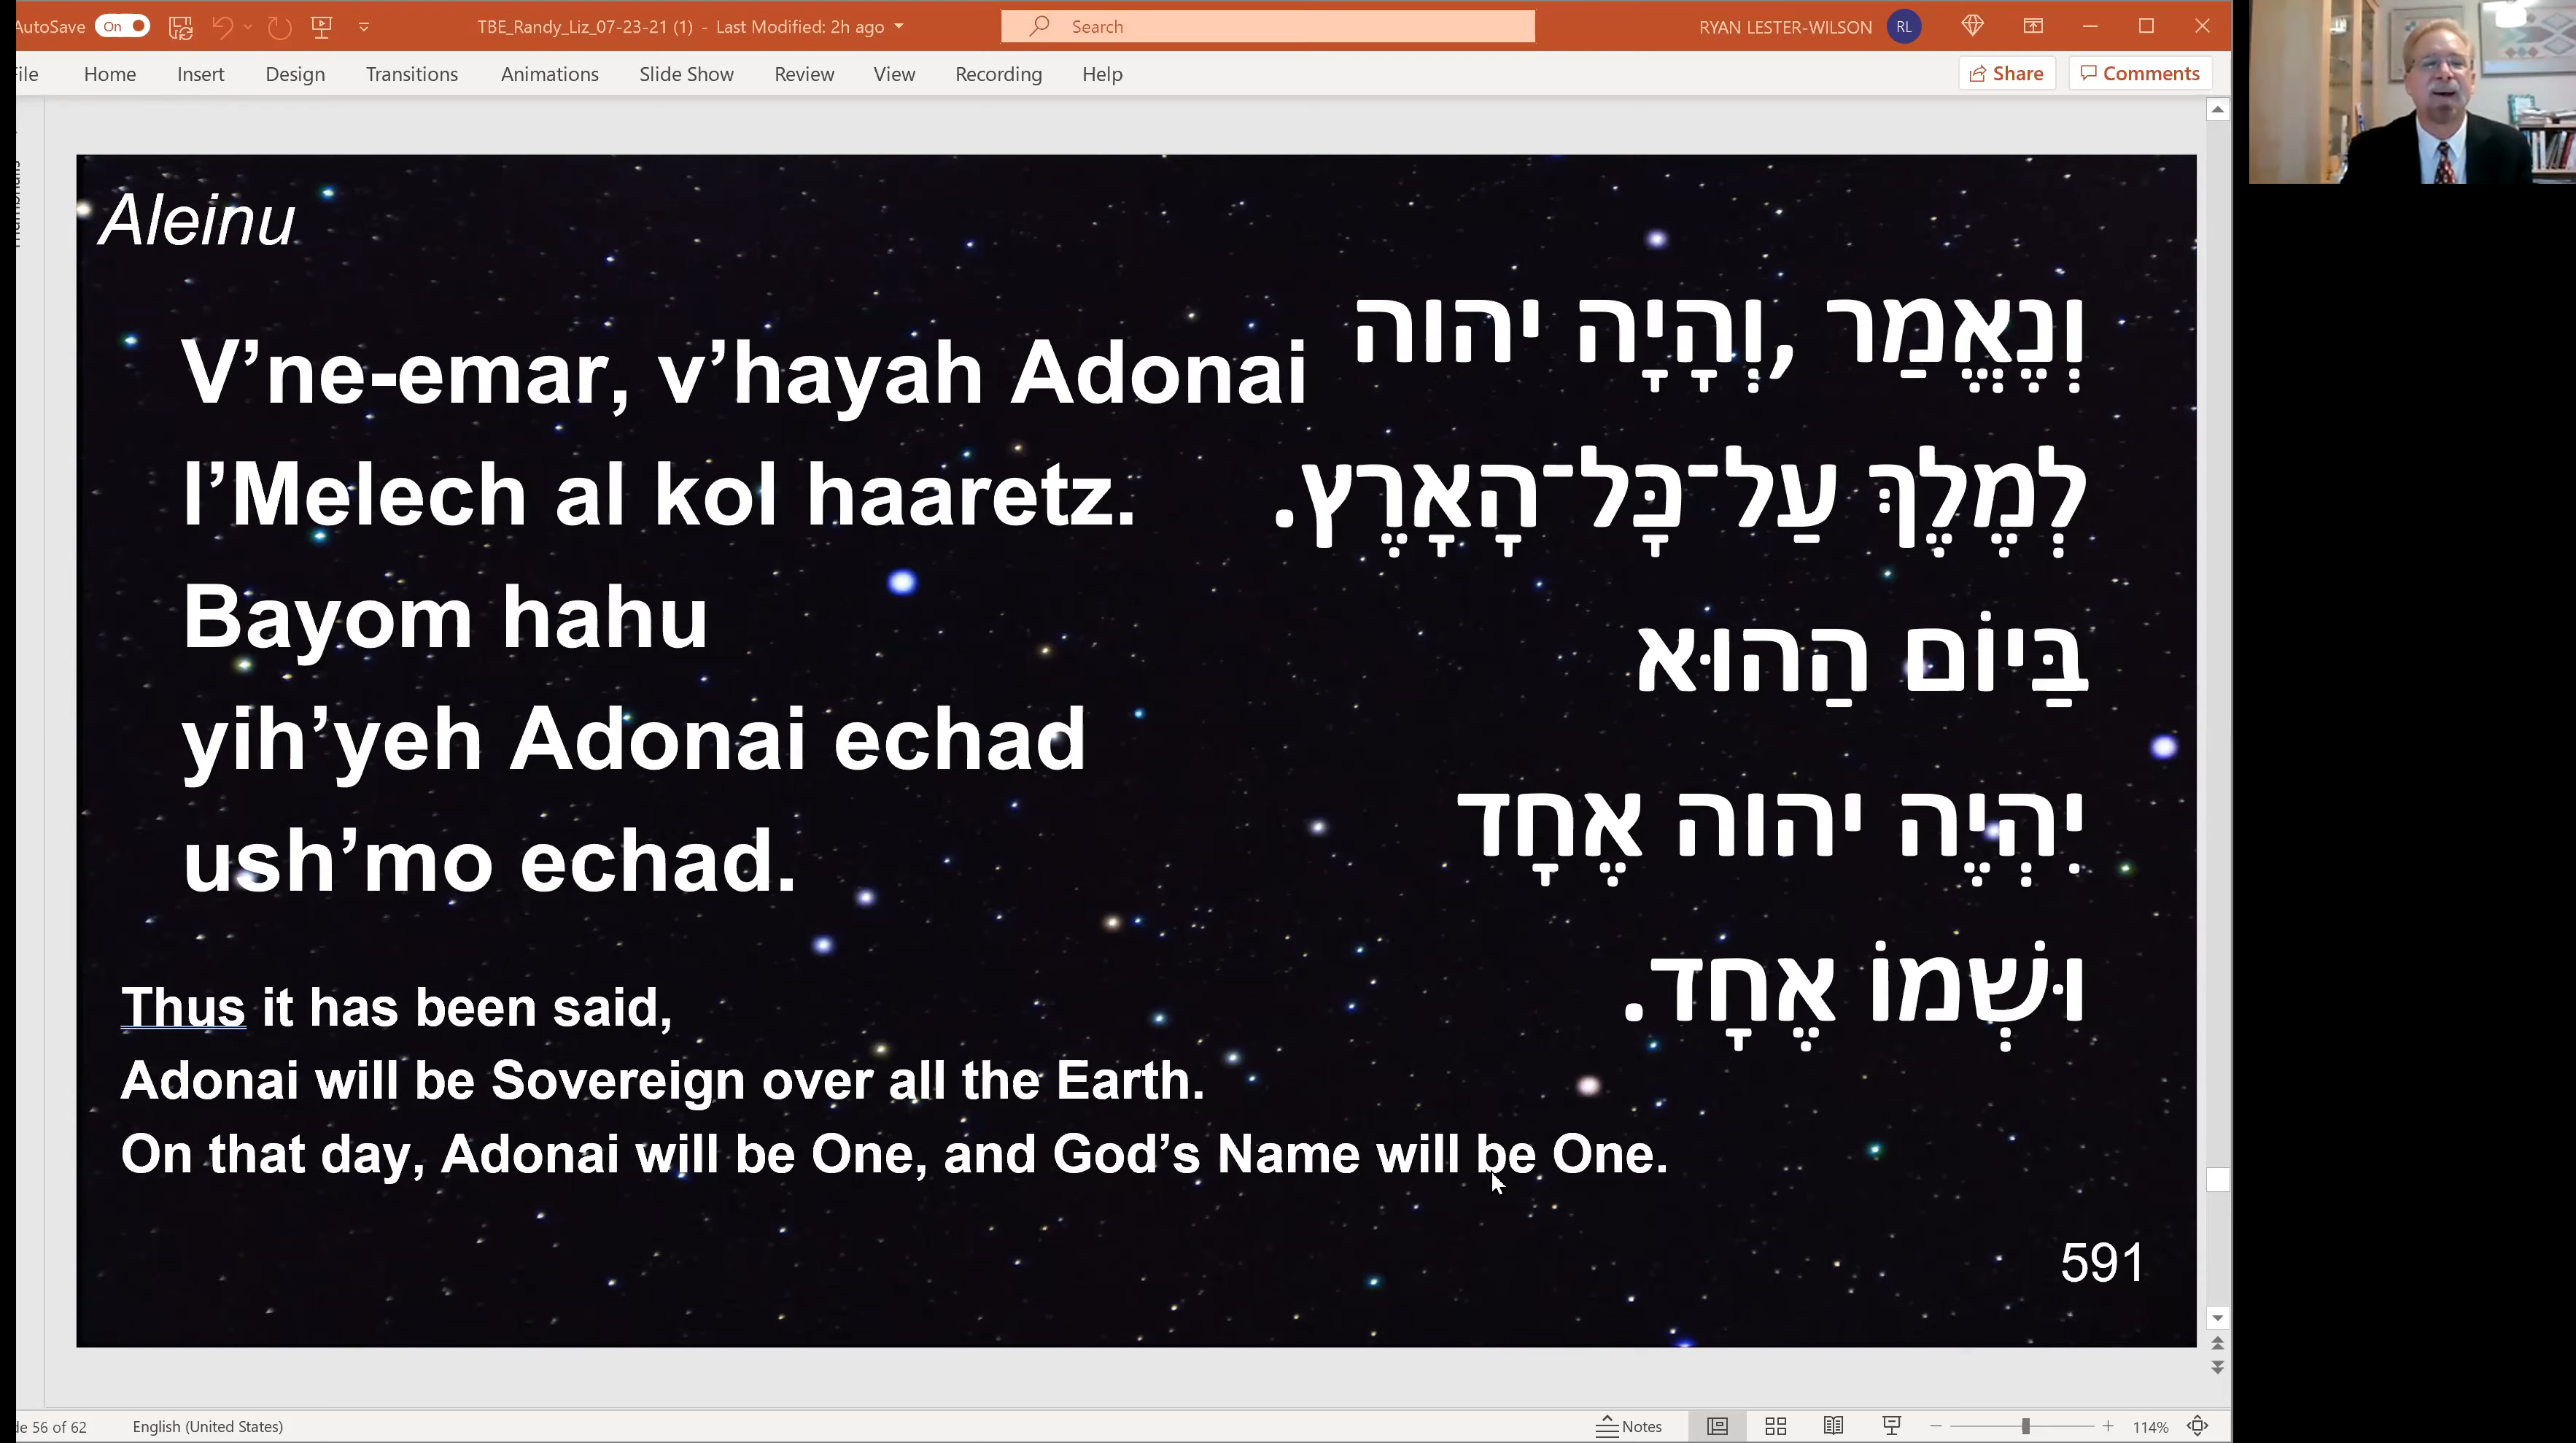 AutoSave On TBE_Randy_Liz_07-23-21 (1) - Last Modified: 2h ago Search RYAN LESTER-WILSON RL
File Home Insert Design Transitions Animations Slide Show Review View Recording Help Share Comments
Aleinu
V’ne-emar, v’hayah Adonai
l’Melech al kol haaretz.
Bayom hahu
yih’yeh Adonai echad
ush’mo echad.
וְנֶאֱמַר ,וְהָיָה יהוה
לְמֶלֶךְ עַל־כָּל־הָאָרֶץ.
בַּיּוֹם הַהוּא
יִהְיֶה יהוה אֶחָד
וּשְׁמוֹ אֶחָד.
Thus it has been said,
Adonai will be Sovereign over all the Earth.
On that day, Adonai will be One, and God’s Name will be One.
591
de 56 of 62 English (United States) Notes 114%